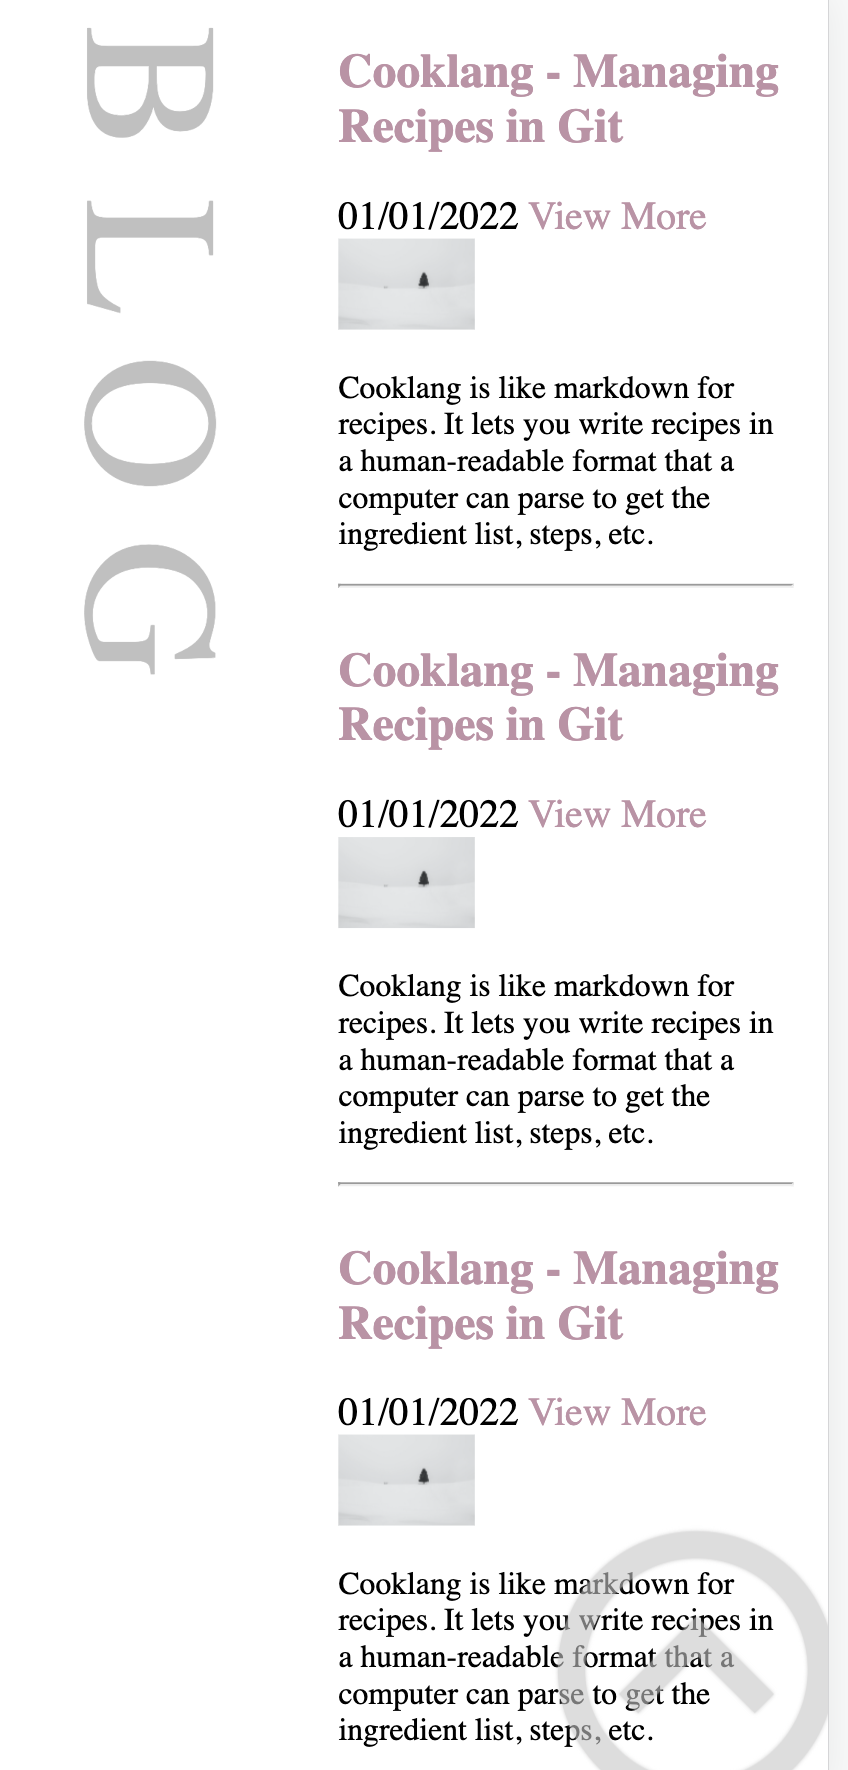 BLOG
Cooklang - Managing
Recipes in Git
01/01/2022 View More
Cooklang is like markdown for
recipes. It lets you write recipes in
a human-readable format that a
computer can parse to get the
ingredient list, steps, etc.
Cooklang - Managing
Recipes in Git
01/01/2022 View More
Cooklang is like markdown for
recipes. It lets you write recipes in
a human-readable format that a
computer can parse to get the
ingredient list, steps, etc.
Cooklang - Managing
Recipes in Git
01/01/2022 View More
Cooklang is like markdown for
recipes. It lets you write recipes in
a human-readable format that a
computer can parse to get the
ingredient list, steps, etc.